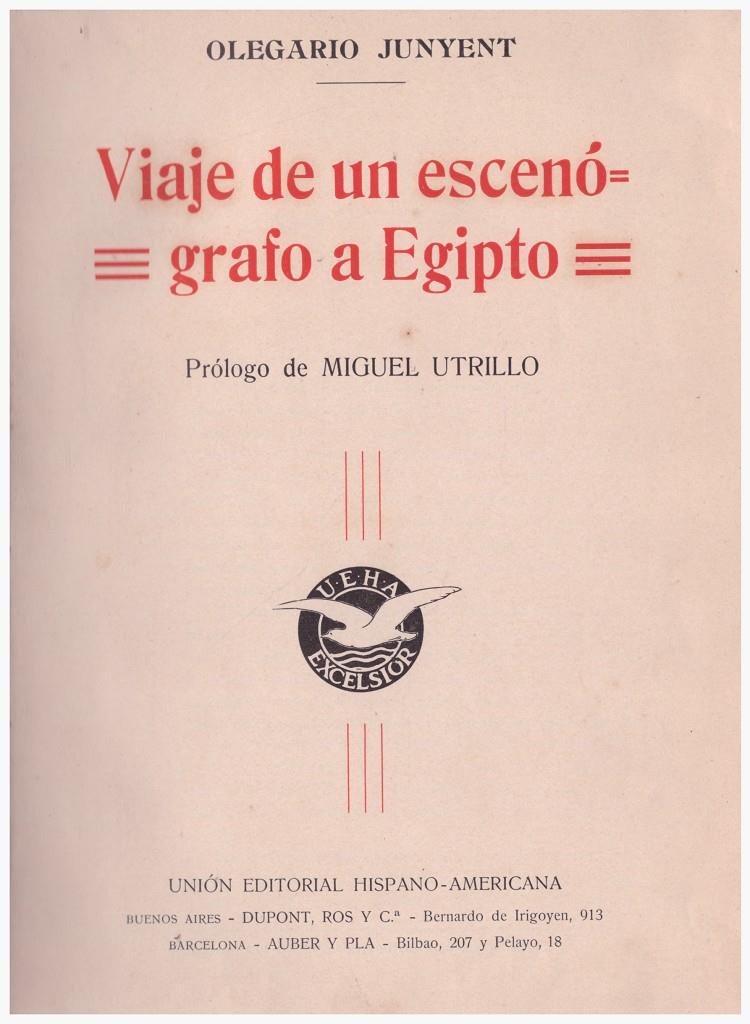 OLEGARIO JUNYENT
Viaje de un escenó=
grafo a Egipto
Prólogo de MIGUEL UTRILLO
U·E·H·A
EXCELSIOR
UNIÓN EDITORIAL HISPANO-AMERICANA
BUENOS AIRES - DUPONT, ROS Y C.ª - Bernardo de Irigoyen, 913
BARCELONA - AUBER Y PLA - Bilbao, 207 y Pelayo, 18